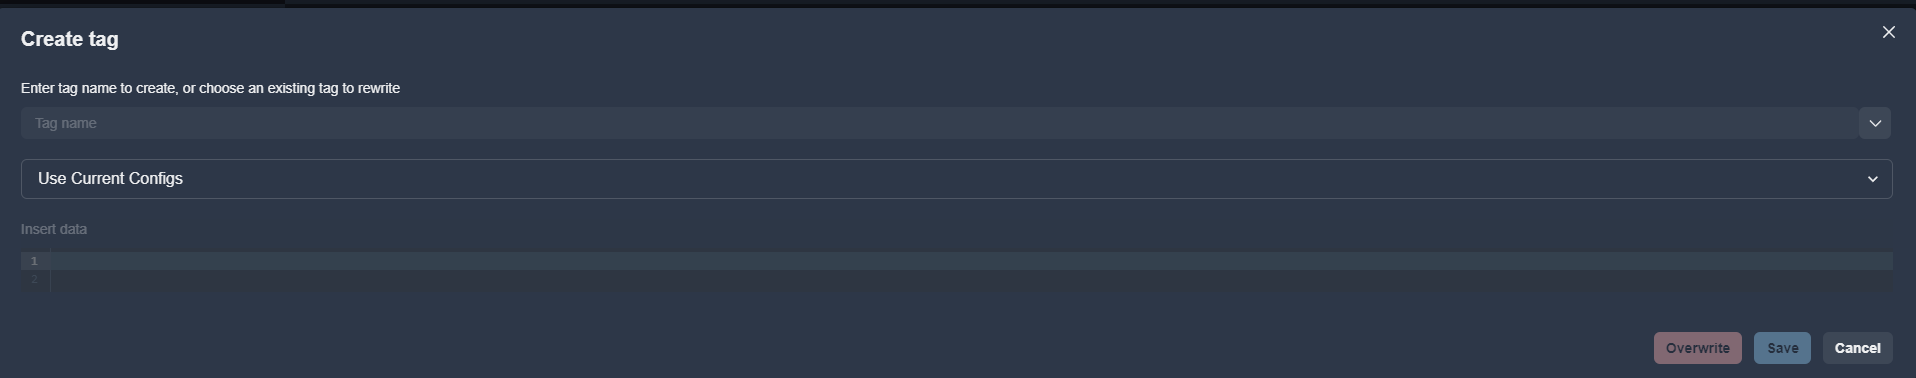 Create tag
Enter tag name to create, or choose an existing tag to rewrite
Tag name
Use Current Configs
Insert data
1
2
Overwrite Save Cancel